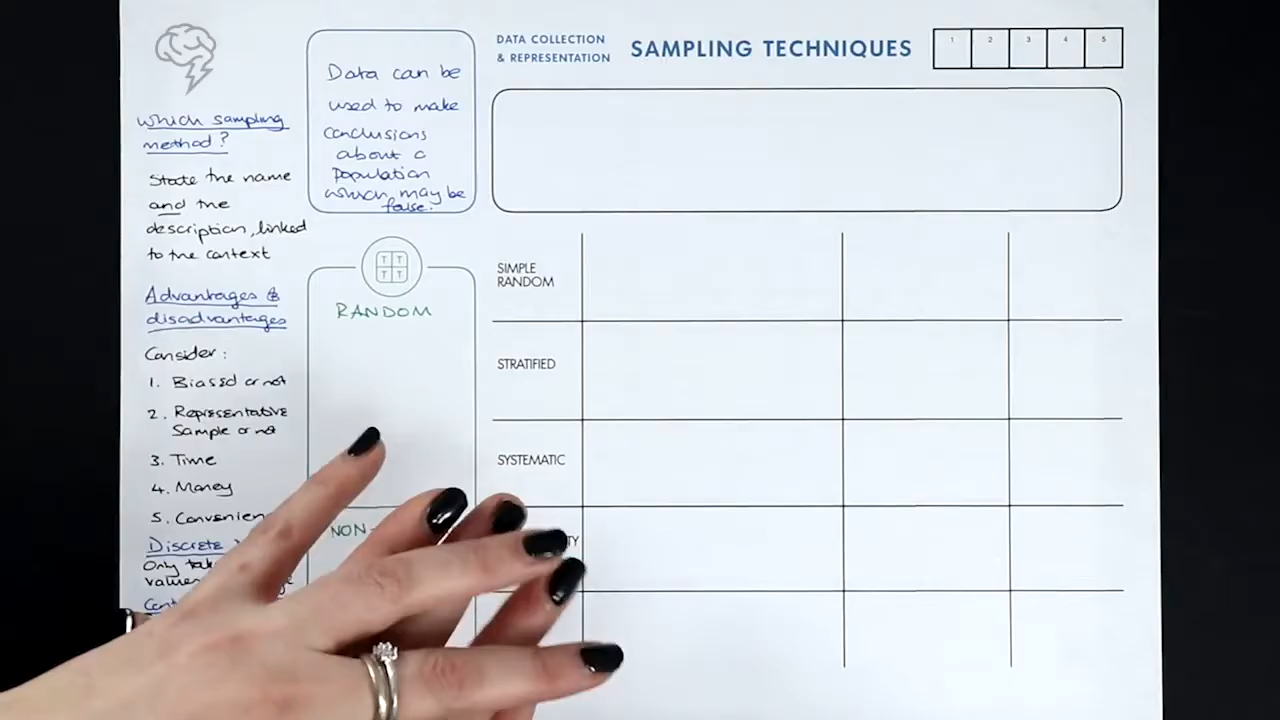 which sampling
method?
State the name
and the
description, linked
to the context
Advantages &
disadvantages
Consider:
1. Biased or not
2. Representative
Sample or not
3. Time
4. Money
5.
Discrete
Only
Data can be
used to make
conclusions
about a
population
which may be
false.
T T
T T
RANDOM
NON-
DATA COLLECTION
& REPRESENTATION
SAMPLING TECHNIQUES
1 2 3 4 5
SIMPLE
RANDOM
STRATIFIED
SYSTEMATIC